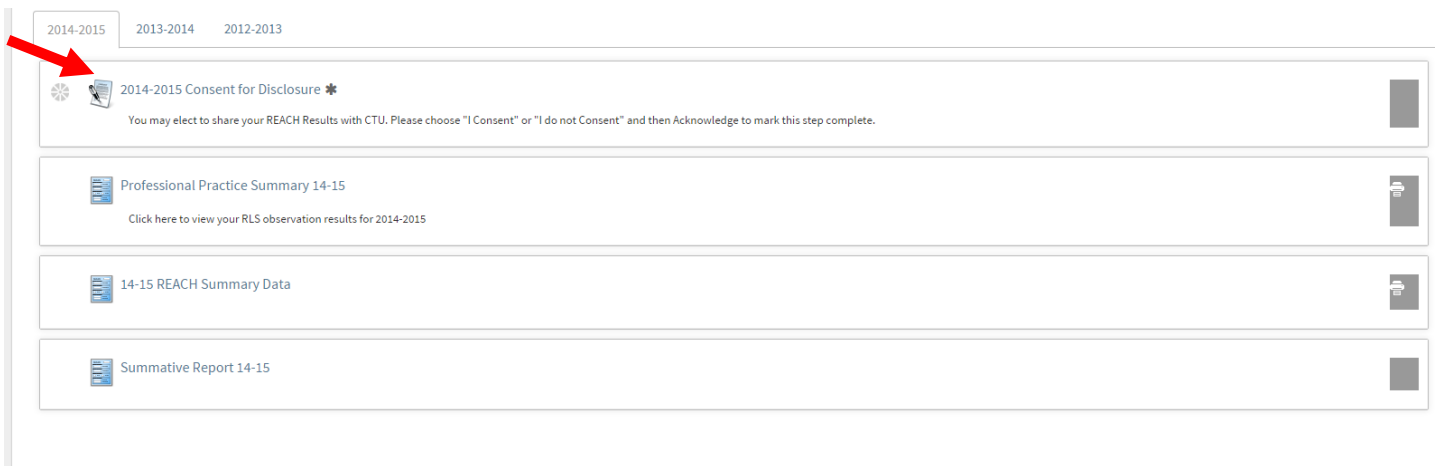 2014-2015 2013-2014 2012-2013
2014-2015 Consent for Disclosure ✱
You may elect to share your REACH Results with CTU. Please choose "I Consent" or "I do not Consent" and then Acknowledge to mark this step complete.
Professional Practice Summary 14-15
Click here to view your RLS observation results for 2014-2015
14-15 REACH Summary Data
Summative Report 14-15